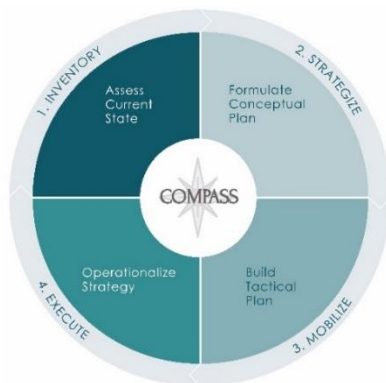 1. INVENTORY
Assess
Current
State
2. STRATEGIZE
Formulate
Conceptual
Plan
COMPASS
Operationalize
Strategy
4. EXECUTE
Build
Tactical
Plan
3. MOBILIZE